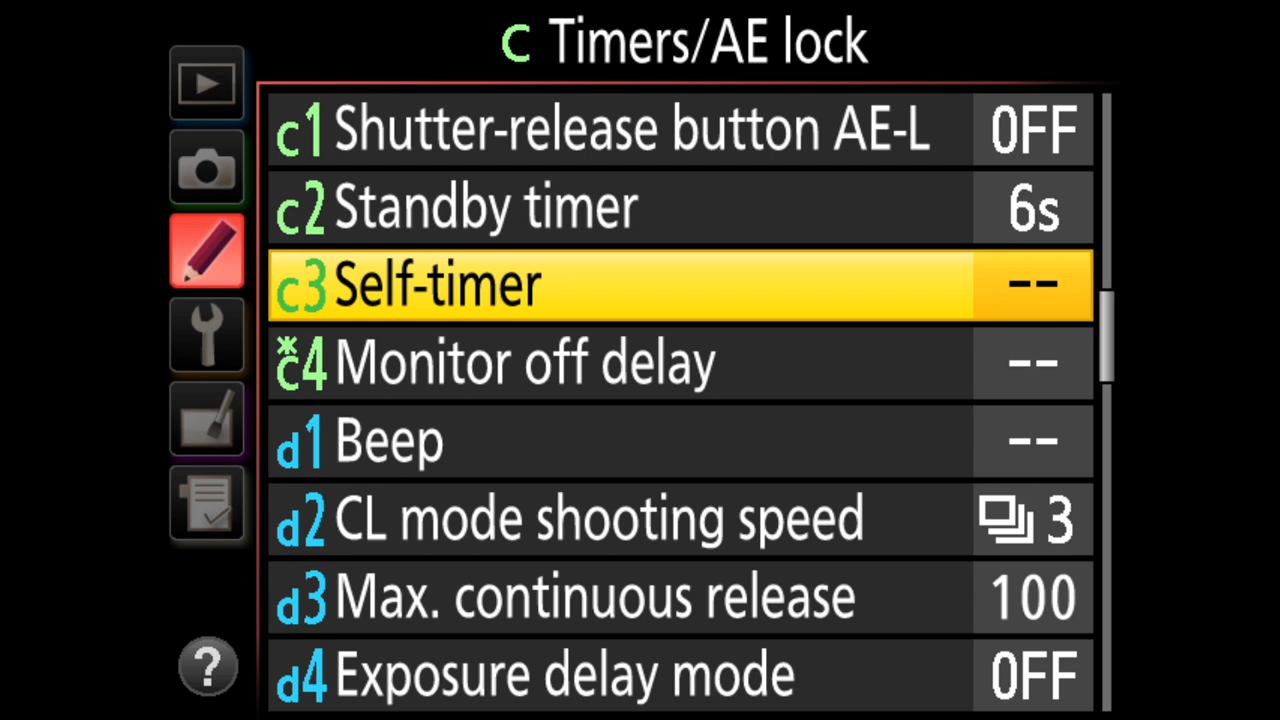 c Timers/AE lock
c1 Shutter-release button AE-L OFF
c2 Standby timer 6s
c3 Self-timer --
*c4 Monitor off delay --
d1 Beep --
d2 CL mode shooting speed 3
d3 Max. continuous release 100
d4 Exposure delay mode OFF
?